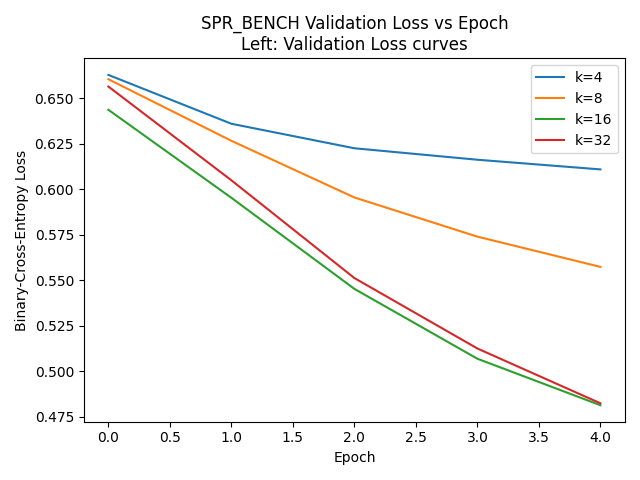 SPR_BENCH Validation Loss vs Epoch
Left: Validation Loss curves
k=4
k=8
k=16
k=32
Binary-Cross-Entropy Loss
0.650
0.625
0.600
0.575
0.550
0.525
0.500
0.475
0.0 0.5 1.0 1.5 2.0 2.5 3.0 3.5 4.0
Epoch